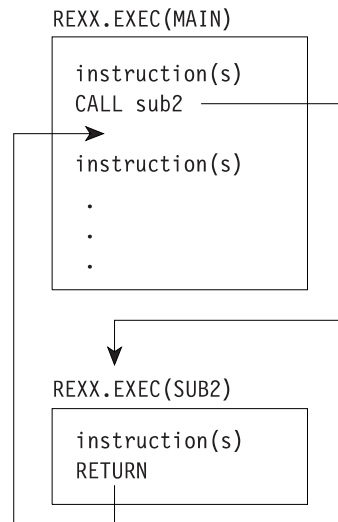 REXX.EXEC(MAIN)
instruction(s)
CALL sub2
instruction(s)
.
.
.
REXX.EXEC(SUB2)
instruction(s)
RETURN